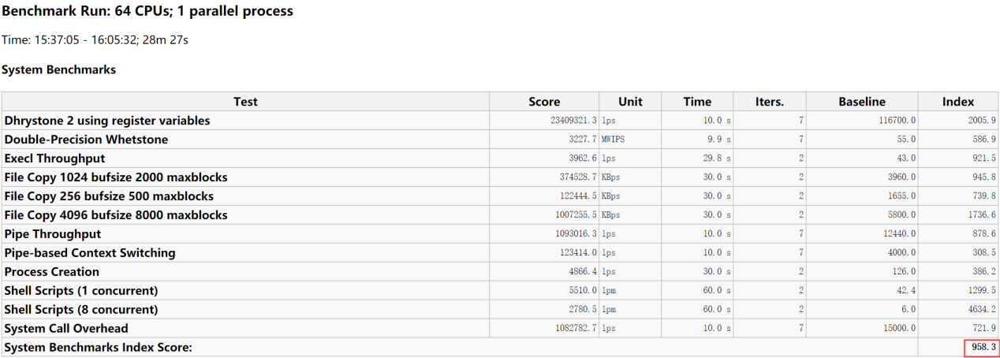 Benchmark Run: 64 CPUs; 1 parallel process
Time: 15:37:05 - 16:05:32; 28m 27s
System Benchmarks
Test Score Unit Time Iters. Baseline Index
Dhrystone 2 using register variables 23409321.3 lps 10.0 s 7 116700.0 2005.9
Double-Precision Whetstone 3227.7 MWIPS 9.9 s 7 55.0 586.9
Execl Throughput 3962.6 lps 29.8 s 2 43.0 921.5
File Copy 1024 bufsize 2000 maxblocks 374528.7 KBps 30.0 s 2 3960.0 945.8
File Copy 256 bufsize 500 maxblocks 122444.5 KBps 30.0 s 2 1655.0 739.8
File Copy 4096 bufsize 8000 maxblocks 1007255.5 KBps 30.0 s 2 5800.0 1736.6
Pipe Throughput 1093016.3 lps 10.0 s 7 12440.0 878.6
Pipe-based Context Switching 123414.0 lps 10.0 s 7 4000.0 308.5
Process Creation 4866.4 lps 30.0 s 2 126.0 386.2
Shell Scripts (1 concurrent) 5510.0 lpm 60.0 s 2 42.4 1299.5
Shell Scripts (8 concurrent) 2780.5 lpm 60.0 s 2 6.0 4634.2
System Call Overhead 1082782.7 lps 10.0 s 7 15000.0 721.9
System Benchmarks Index Score: 958.3